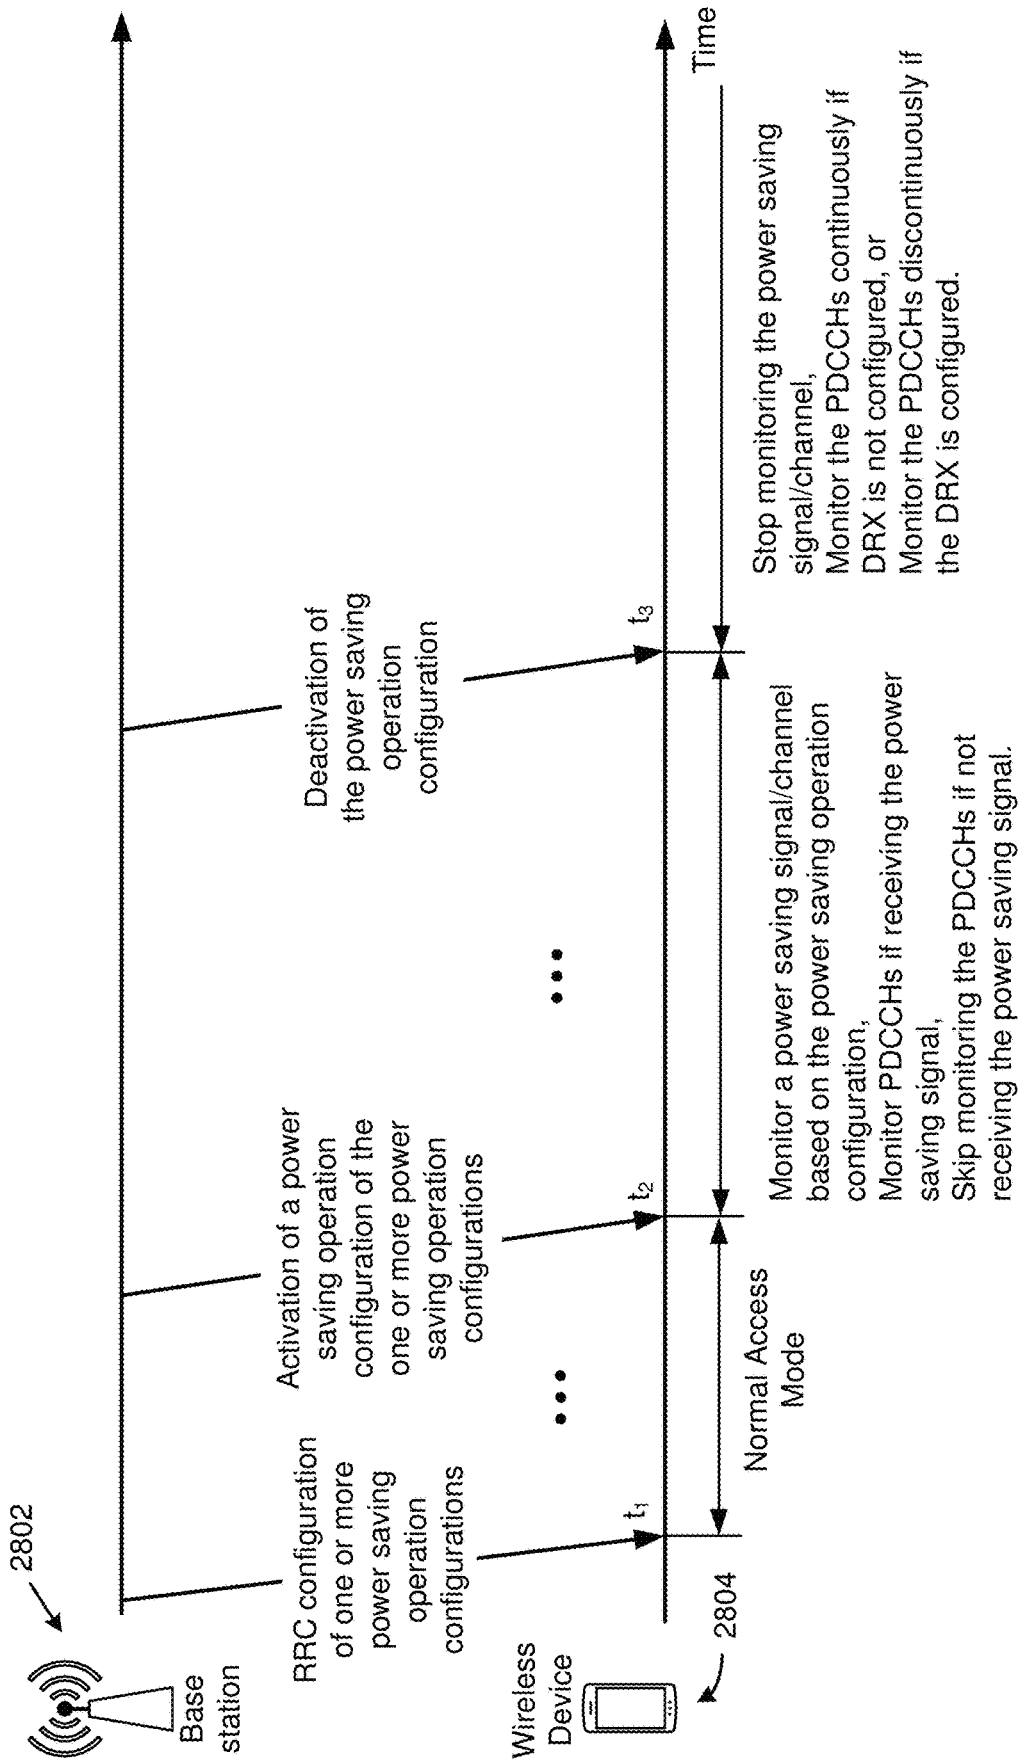 2802
Base
station
RRC configuration
of one or more
power saving
operation
configurations
Activation of a power
saving operation
configuration of the
one or more power
saving operation
configurations
Deactivation of
the power saving
operation
configuration
Wireless
Device
2804
t1
t2
t3
Time
Normal Access
Mode
Monitor a power saving signal/channel
based on the power saving operation
configuration,
Monitor PDCCHs if receiving the power
saving signal,
Skip monitoring the PDCCHs if not
receiving the power saving signal.
Stop monitoring the power saving
signal/channel,
Monitor the PDCCHs continuously if
DRX is not configured, or
Monitor the PDCCHs discontinuously if
the DRX is configured.